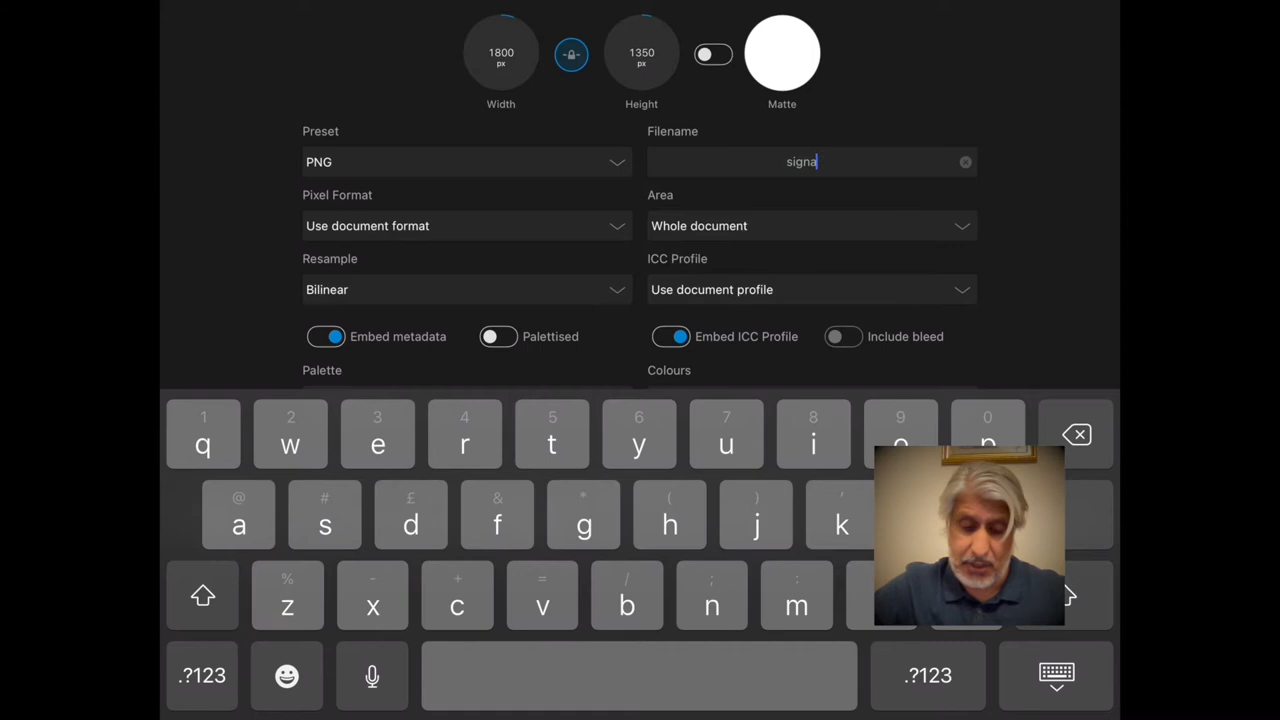 1800
px
1350
px
Width
Height
Matte
Preset
Filename
PNG
signa
Pixel Format
Area
Use document format
Whole document
Resample
ICC Profile
Bilinear
Use document profile
Embed metadata
Palettised
Embed ICC Profile
Include bleed
Palette
Colours
1 2 3 4 5 6 7 8 9 0
q w e r t y u i o p
@ # £ & * ( ) '
a s d f g h j k
% - + = / ; :
z x c v b n m
.?123
.?123